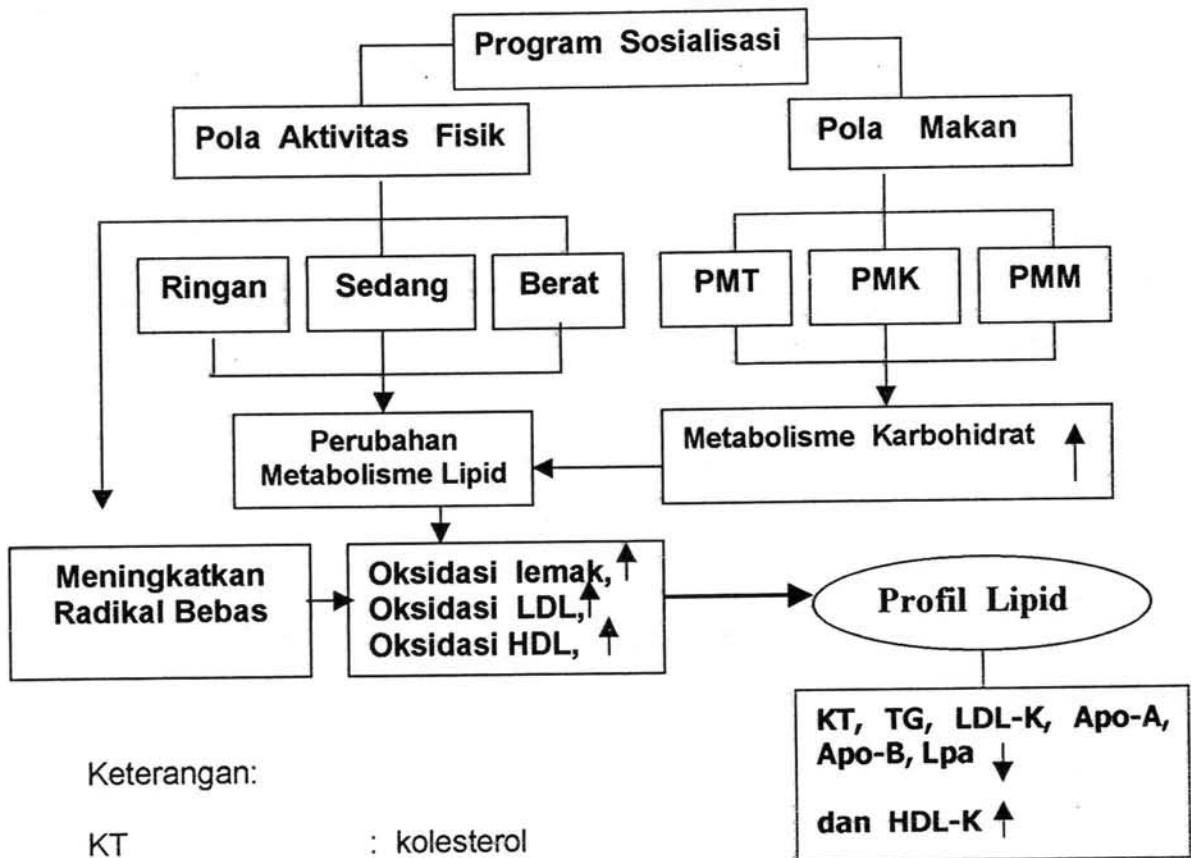 Program Sosialisasi
Pola Aktivitas Fisik
Pola Makan
Ringan
Sedang
Berat
PMT
PMK
PMM
Perubahan
Metabolisme Lipid
Metabolisme Karbohidrat ↑
Meningkatkan
Radikal Bebas
Oksidasi lemak, ↑
Oksidasi LDL, ↑
Oksidasi HDL, ↑
Profil Lipid
KT, TG, LDL-K, Apo-A,
Apo-B, Lpa ↓
dan HDL-K ↑
Keterangan:
KT : kolesterol